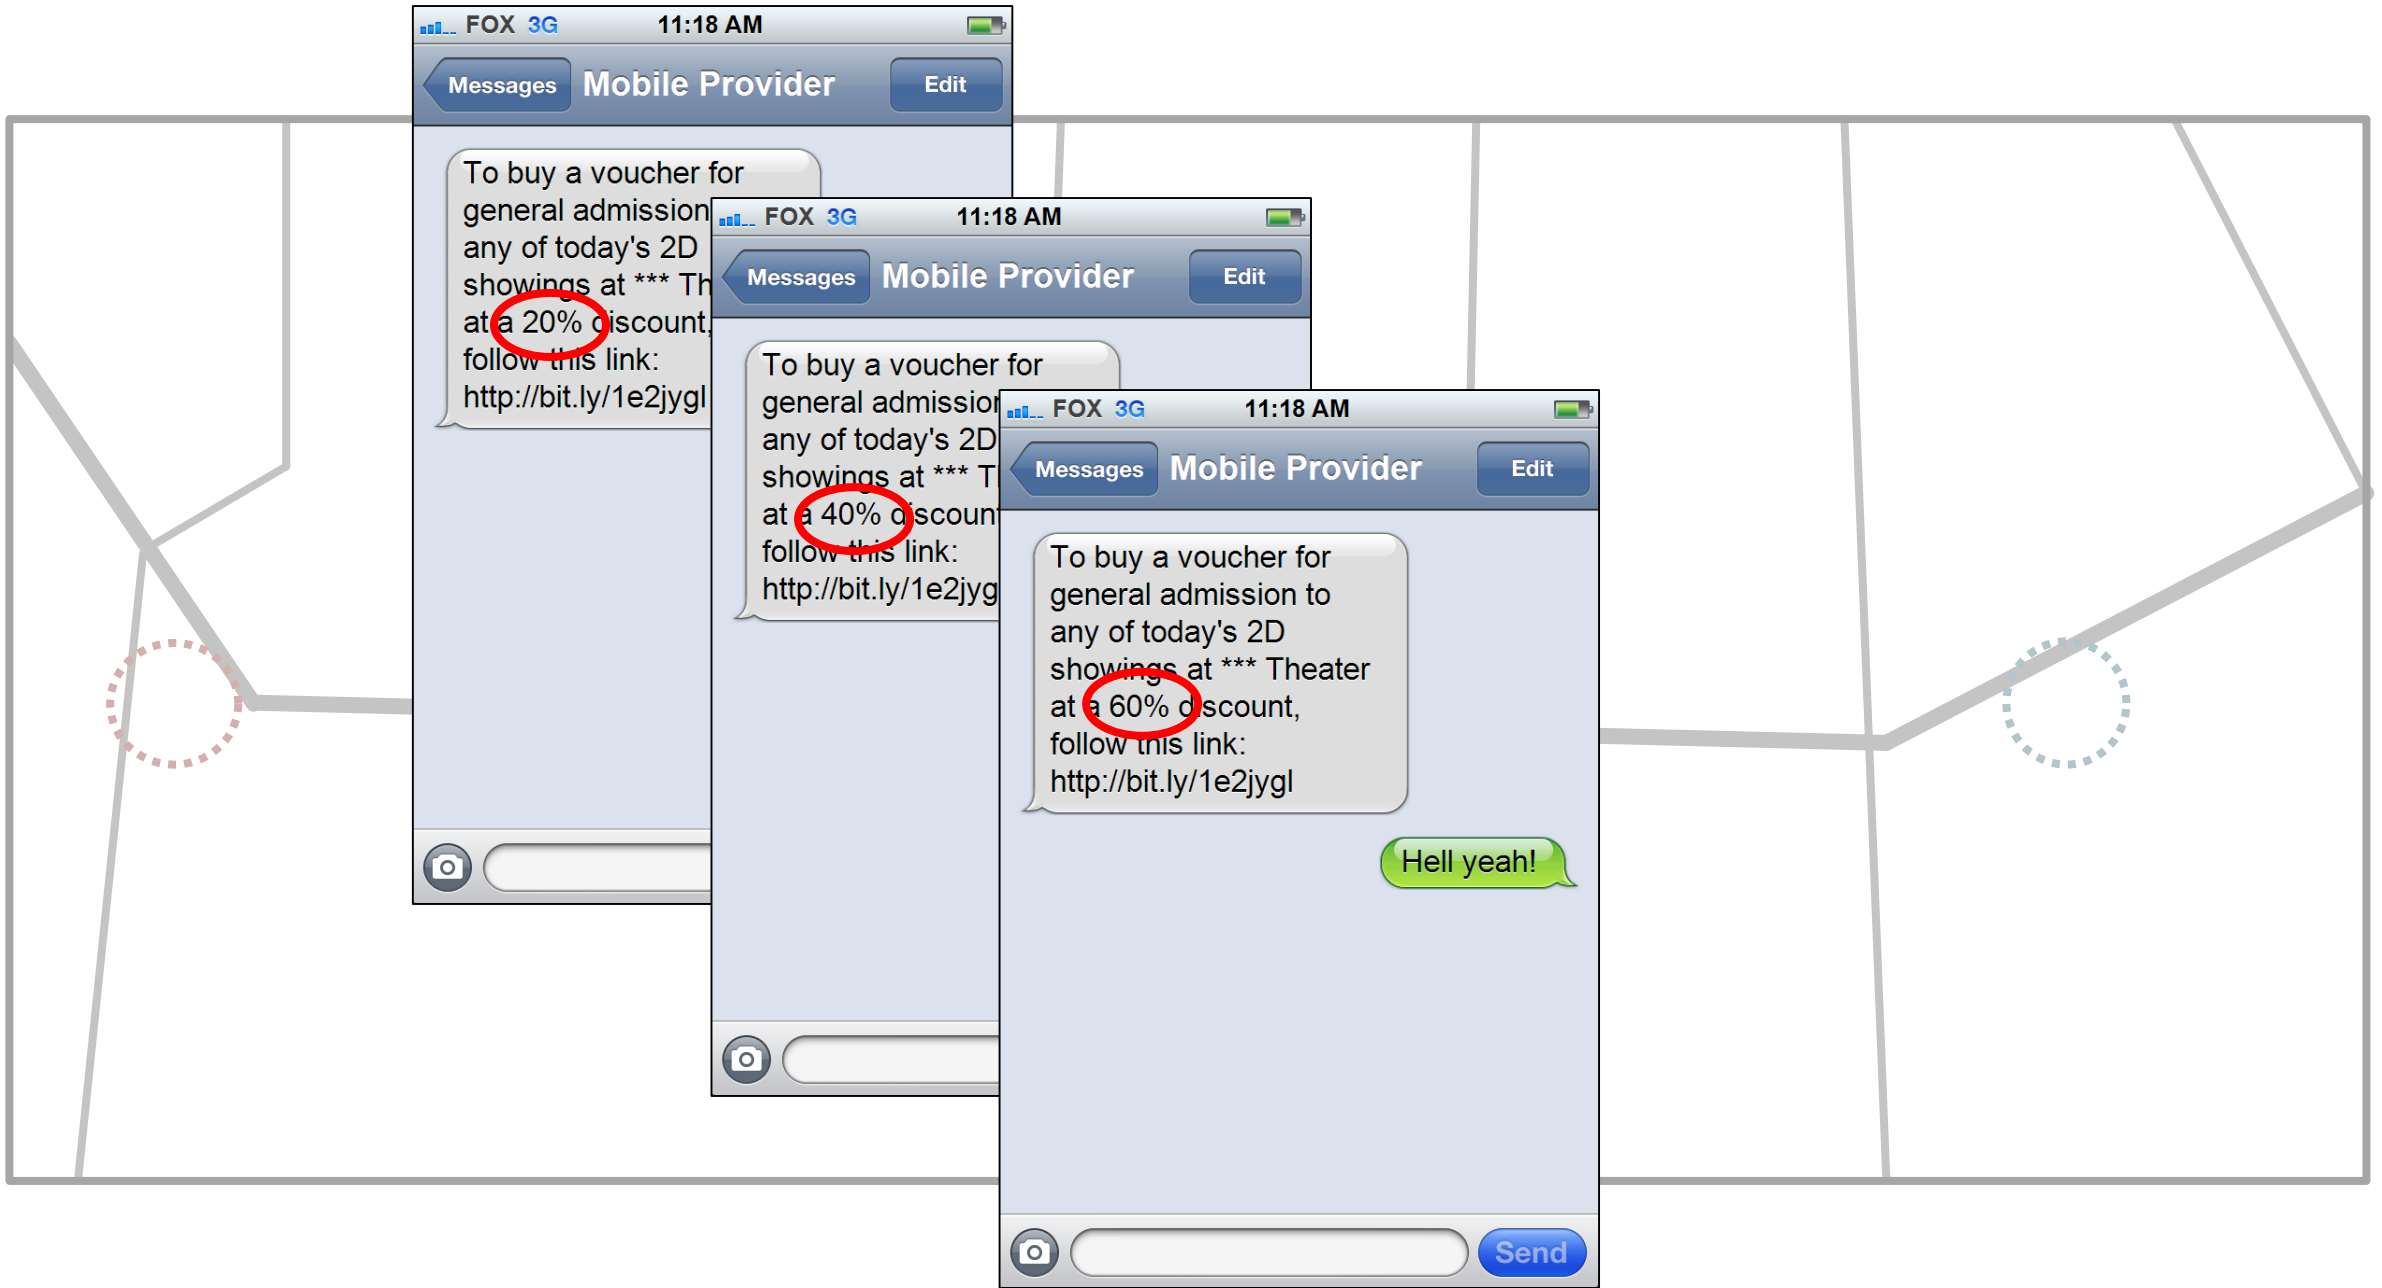 FOX 3G 11:18 AM
Messages Mobile Provider Edit
To buy a voucher for
general admission
any of today's 2D
showings at ***
at a 20% discount,
follow this link:
http://bit.ly/1e2jygl
FOX 3G 11:18 AM
Messages Mobile Provider Edit
To buy a voucher for
general admission
any of today's 2D
showings at ***
at a 40% discount
follow this link:
http://bit.ly/1e2jyg
FOX 3G 11:18 AM
Messages Mobile Provider Edit
To buy a voucher for
general admission to
any of today's 2D
showings at *** Theater
at a 60% discount,
follow this link:
http://bit.ly/1e2jygl
Hell yeah!
Send